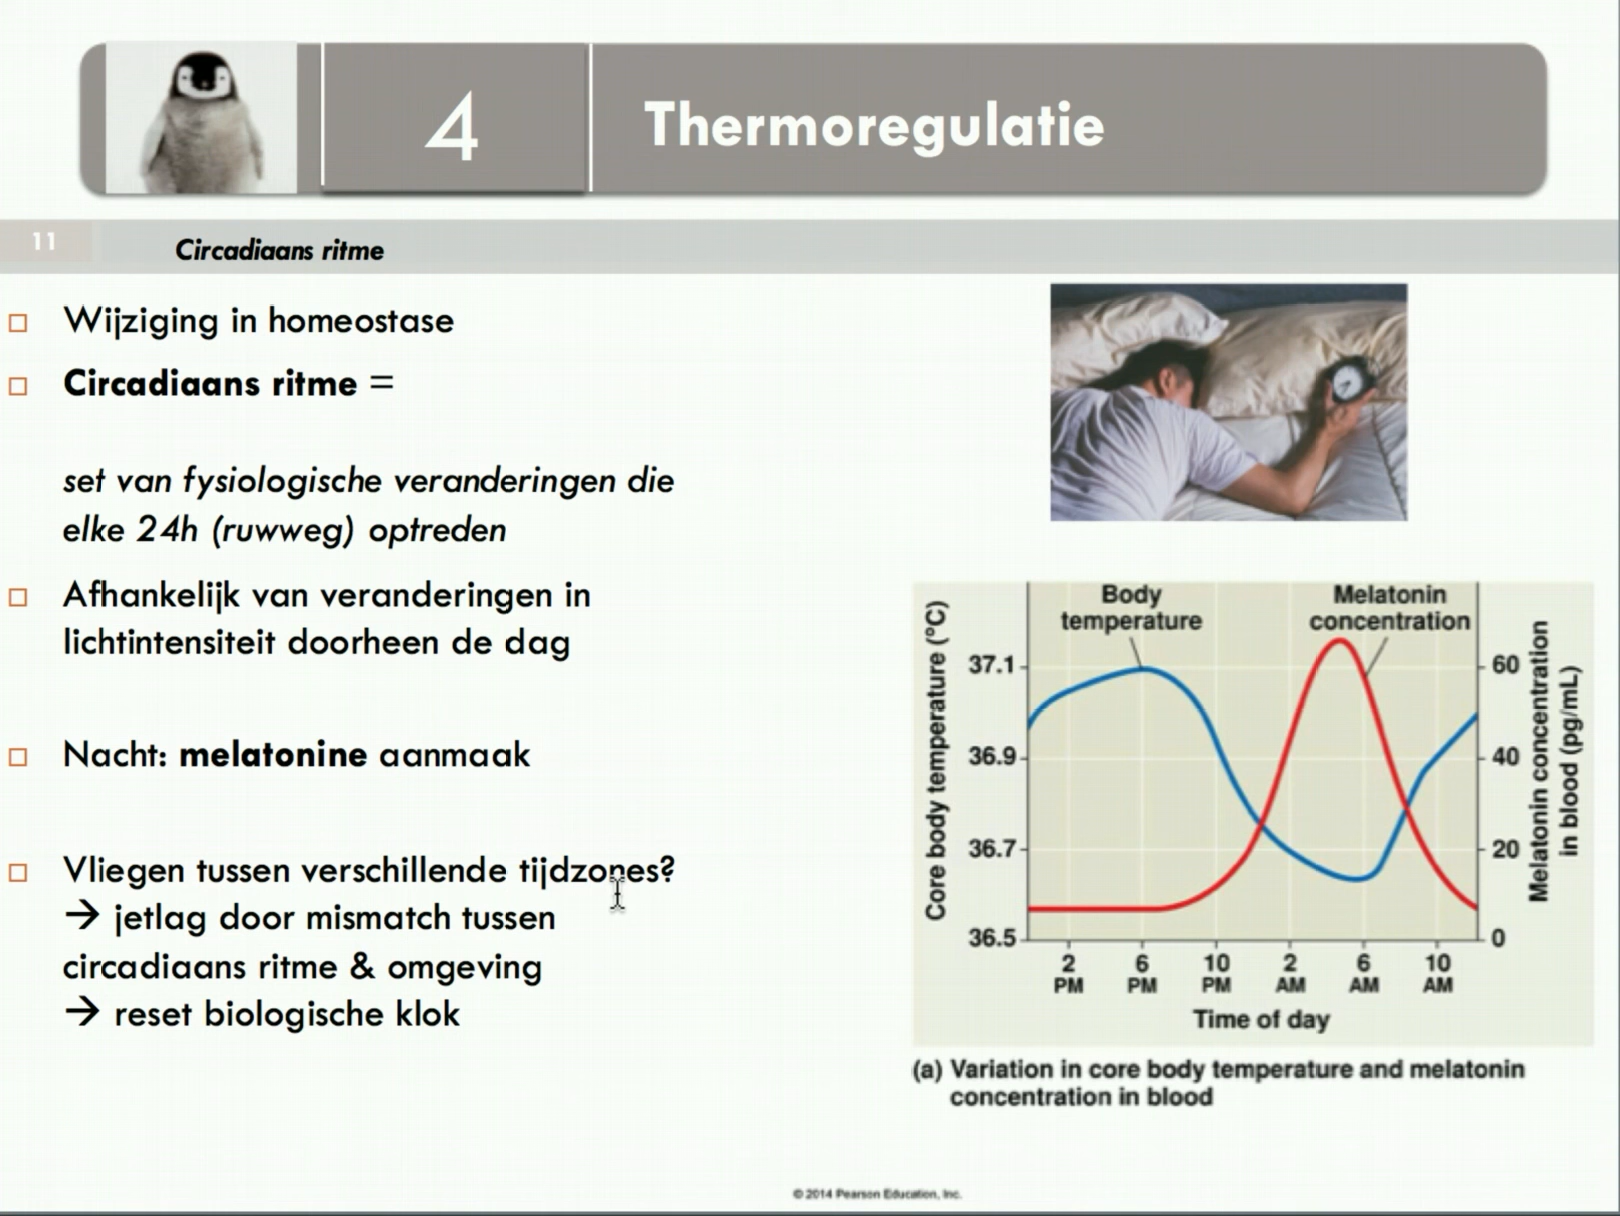 4
Thermoregulatie
11
Circadiaans ritme
Wijziging in homeostase
Circadiaans ritme =
set van fysiologische veranderingen die
elke 24h (ruwweg) optreden
Afhankelijk van veranderingen in
lichtintensiteit doorheen de dag
Nacht: melatonine aanmaak
Vliegen tussen verschillende tijdzones?
→ jetlag door mismatch tussen
circadiaans ritme & omgeving
→ reset biologische klok
Body
temperature
Melatonin
concentration
Core body temperature (°C)
37.1
36.9
36.7
36.5
60
40
20
0
Melatonin concentration
in blood (pg/mL)
2 6 10 2 6 10
PM PM PM AM AM AM
Time of day
(a) Variation in core body temperature and melatonin
concentration in blood
© 2014 Pearson Education, Inc.